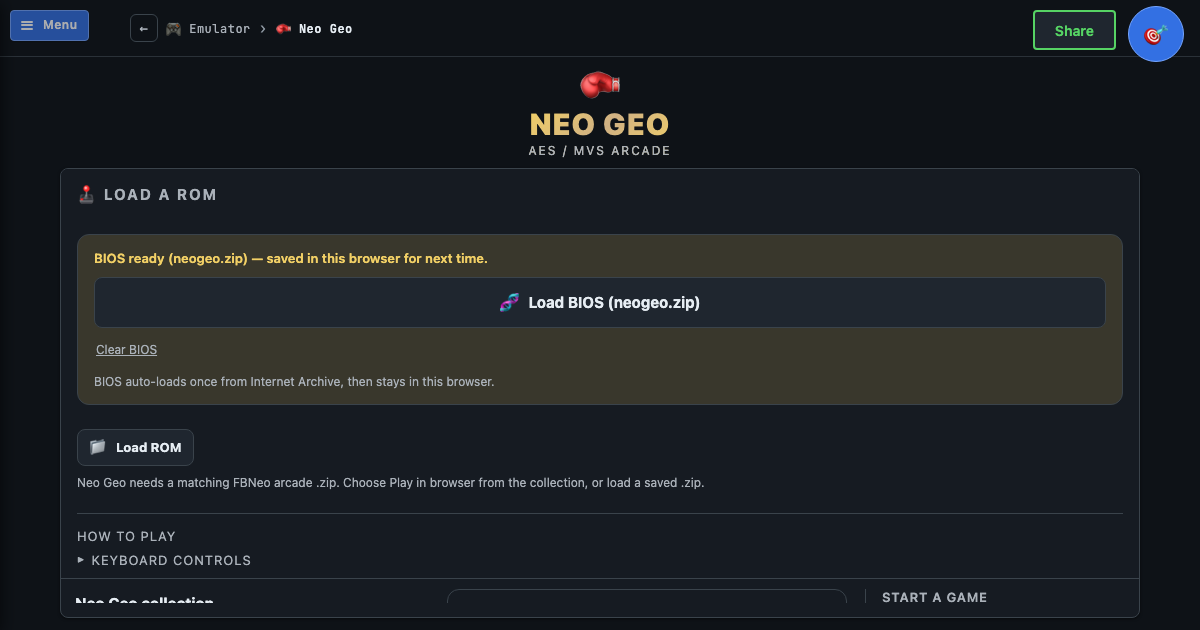 Menu
← Emulator > Neo Geo
Share
NEO GEO
AES / MVS ARCADE
LOAD A ROM
BIOS ready (neogeo.zip) — saved in this browser for next time.
Load BIOS (neogeo.zip)
Clear BIOS
BIOS auto-loads once from Internet Archive, then stays in this browser.
Load ROM
Neo Geo needs a matching FBNeo arcade .zip. Choose Play in browser from the collection, or load a saved .zip.
HOW TO PLAY
KEYBOARD CONTROLS
Neo Geo collection
START A GAME